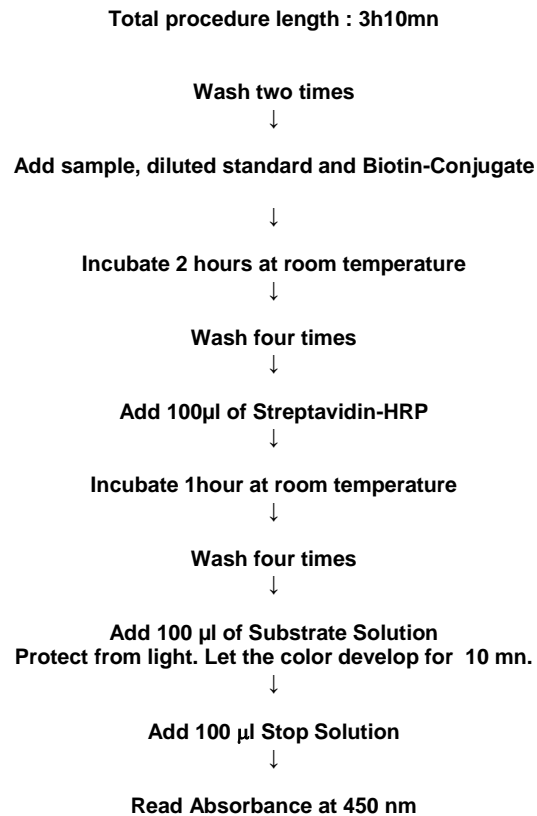 Total procedure length : 3h10mn
Wash two times
↓
Add sample, diluted standard and Biotin-Conjugate
↓
Incubate 2 hours at room temperature
↓
Wash four times
↓
Add 100µl of Streptavidin-HRP
↓
Incubate 1hour at room temperature
↓
Wash four times
↓
Add 100 µl of Substrate Solution
Protect from light. Let the color develop for 10 mn.
↓
Add 100 µl Stop Solution
↓
Read Absorbance at 450 nm